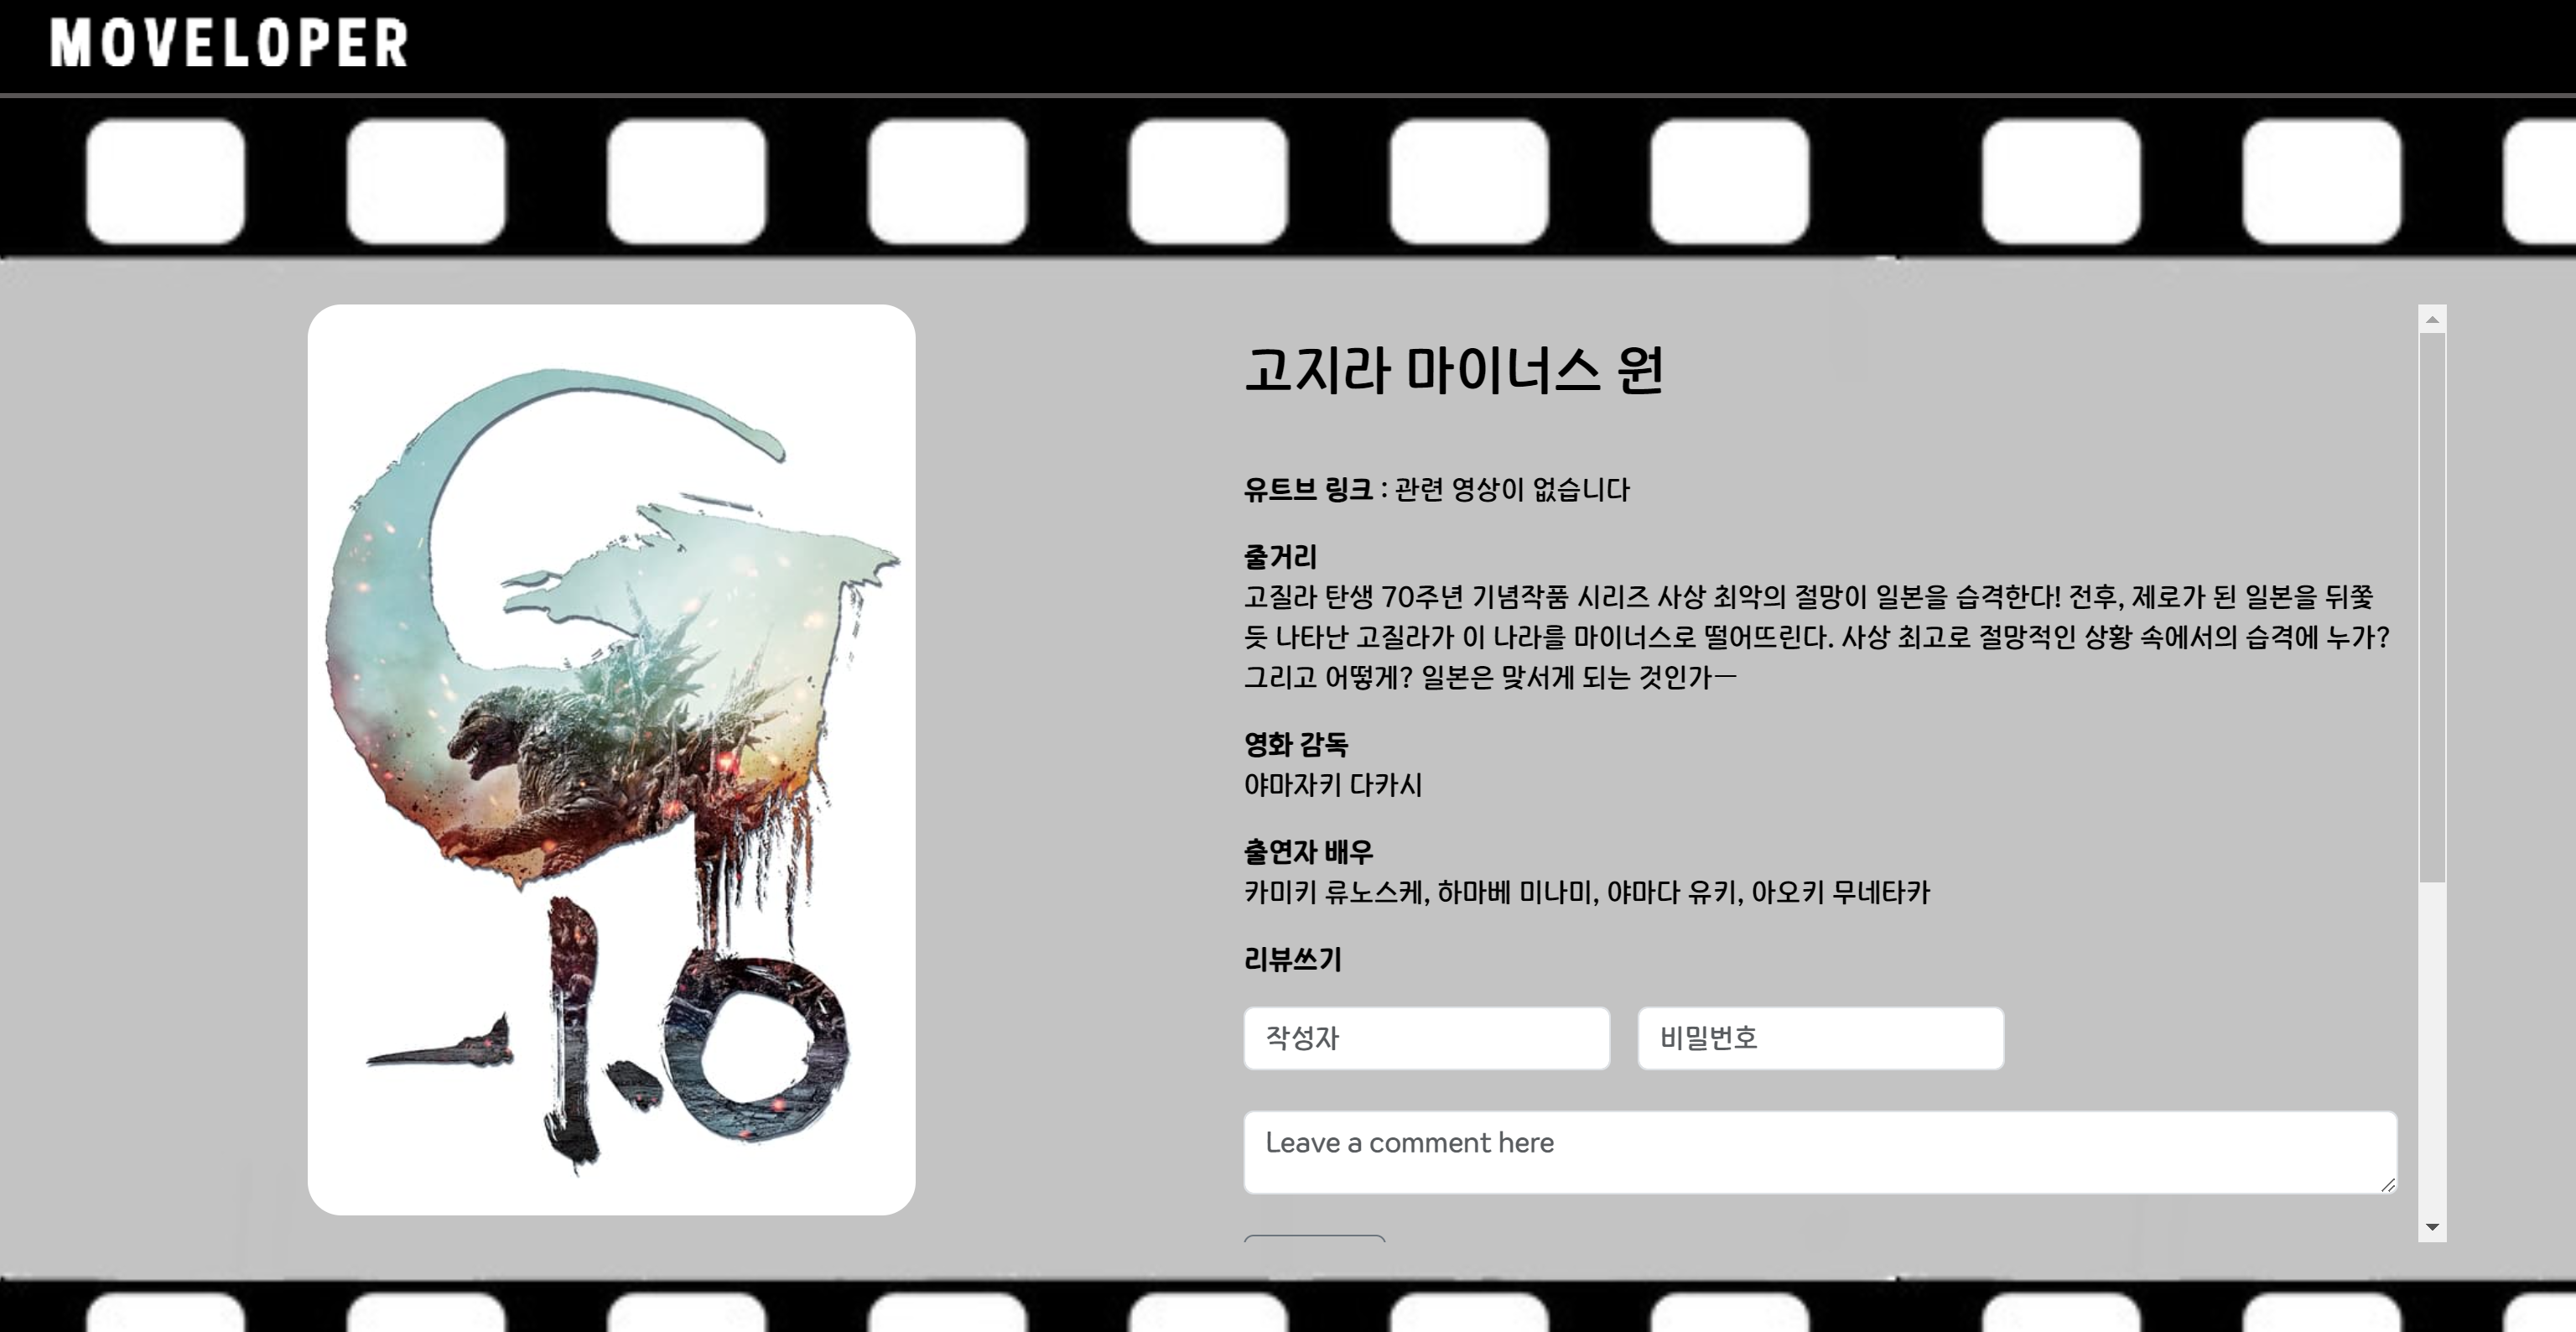 MOVELOPER
고지라 마이너스 원
유트브 링크 : 관련 영상이 없습니다
줄거리
고질라 탄생 70주년 기념작품 시리즈 사상 최악의 절망이 일본을 습격한다! 전후, 제로가 된 일본을 뒤쫓
듯 나타난 고질라가 이 나라를 마이너스로 떨어뜨린다. 사상 최고로 절망적인 상황 속에서의 습격에 누가?
그리고 어떻게? 일본은 맞서게 되는 것인가―
영화 감독
야마자키 다카시
출연자 배우
카미키 류노스케, 하마베 미나미, 야마다 유키, 아오키 무네타카
리뷰쓰기
작성자 비밀번호
Leave a comment here
G
-1.0